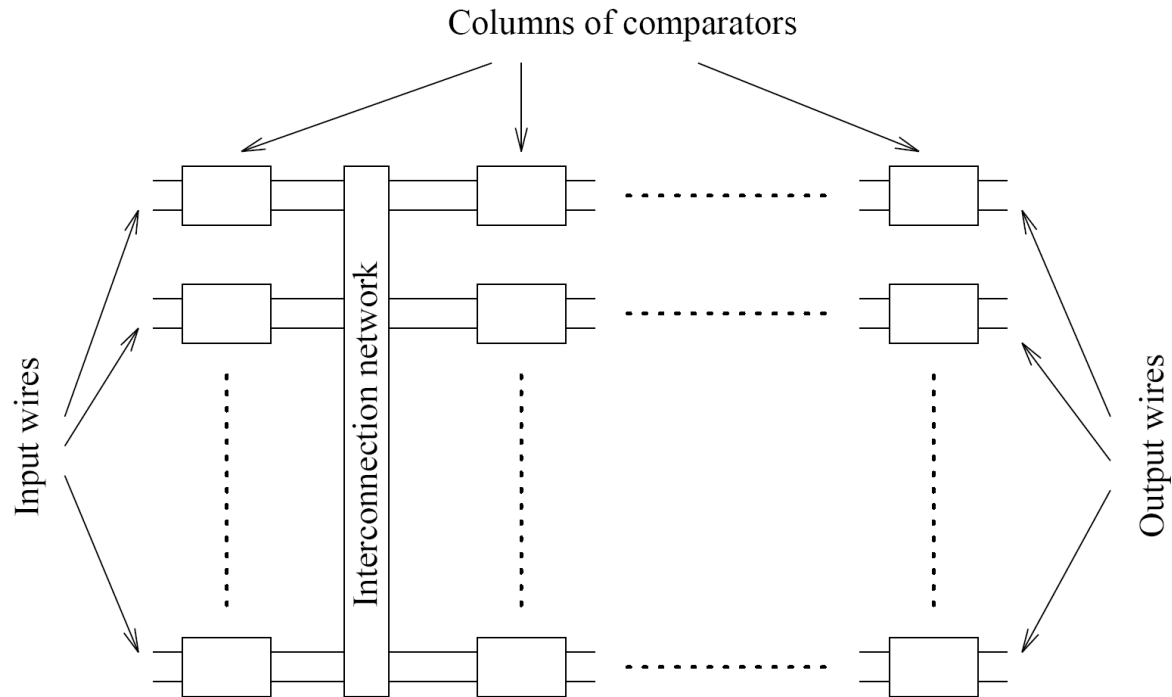 Columns of comparators
Input wires
Interconnection network
Output wires